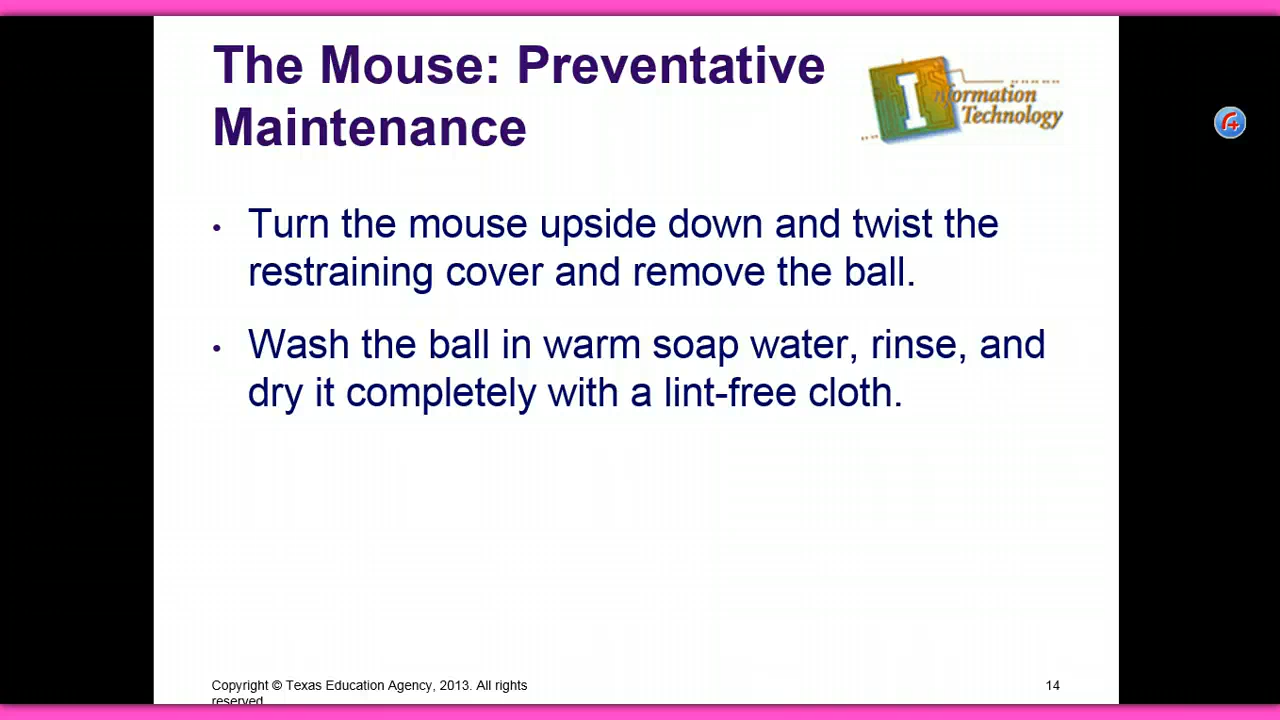 The Mouse: Preventative
Maintenance
Information
Technology
• Turn the mouse upside down and twist the
restraining cover and remove the ball.
• Wash the ball in warm soap water, rinse, and
dry it completely with a lint-free cloth.
Copyright © Texas Education Agency, 2013. All rights
reserved
14